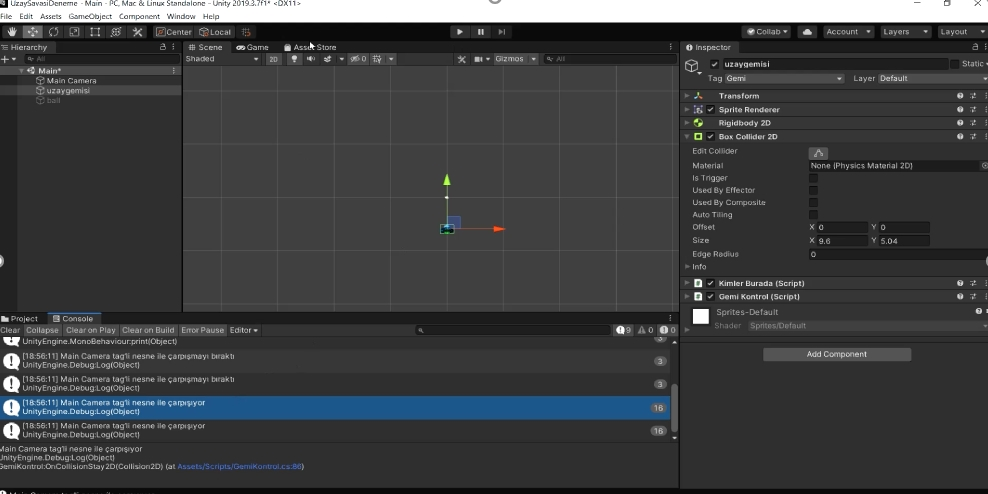 UzaySavasiDeneme - Main - PC, Mac & Linux Standalone - Unity 2019.3.7f1* <DX11>
File Edit Assets GameObject Component Window Help
Center Local Collab Account Layers Layout
Hierarchy
All
Main*
Main Camera
uzaygemisi
ball
Scene Game Asset Store
Shaded 2D 0 Gizmos All
Inspector
uzaygemisi Static
Tag Gemi Layer Default
Transform
Sprite Renderer
Rigidbody 2D
Box Collider 2D
Edit Collider
Material None (Physics Material 2D)
Is Trigger
Used By Effector
Used By Composite
Auto Tiling
Offset X 0 Y 0
Size X 9.6 Y 5.04
Edge Radius 0
Info
Kimler Burada (Script)
Gemi Kontrol (Script)
Sprites-Default
Shader Sprites/Default
Add Component
Project Console
Clear Collapse Clear on Play Clear on Build Error Pause Editor 9 0 0
UnityEngine.MonoBehaviour:print(Object) 3
[18:56:11] Main Camera tag'li nesne ile çarpışmayı bıraktı
UnityEngine.Debug:Log(Object) 3
[18:56:11] Main Camera tag'li nesne ile çarpışmayı bıraktı
UnityEngine.Debug:Log(Object) 3
[18:56:11] Main Camera tag'li nesne ile çarpışıyor
UnityEngine.Debug:Log(Object) 16
[18:56:11] Main Camera tag'li nesne ile çarpışıyor
UnityEngine.Debug:Log(Object) 16
Main Camera tag'li nesne ile çarpışıyor
UnityEngine.Debug:Log(Object)
GemiKontrol:OnCollisionStay2D(Collision2D) (at Assets/Scripts/GemiKontrol.cs:86)